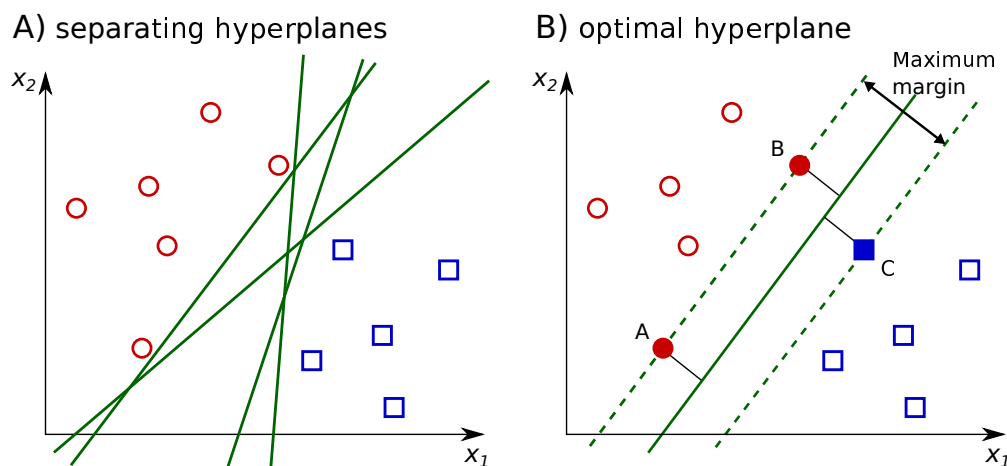 A) separating hyperplanes
x₂
x₁
B) optimal hyperplane
Maximum
margin
x₂
B
C
A
x₁